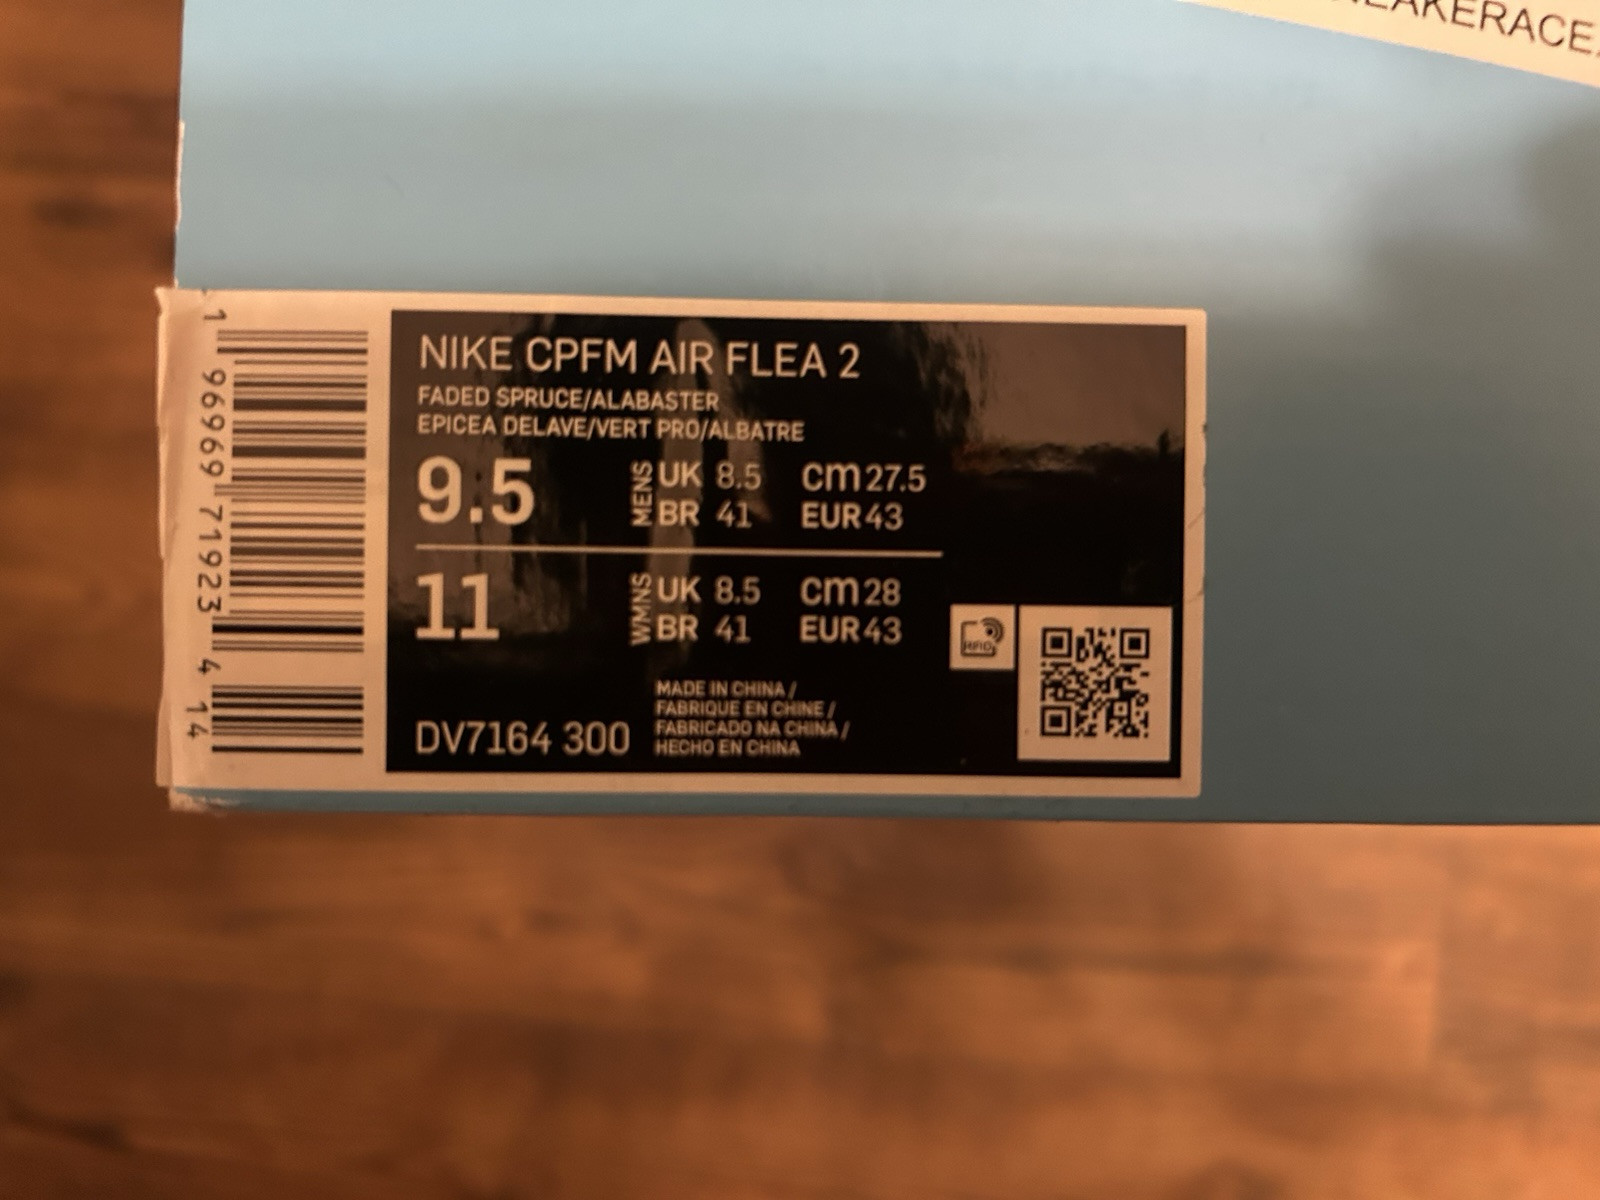 NIKE CPFM AIR FLEA 2
FADED SPRUCE/ALABASTER
EPICEA DELAVE/VERT PRO/ALBATRE
9.5 MENS UK 8.5 cm 27.5
BR 41 EUR 43
11 WMNS UK 8.5 cm 28
BR 41 EUR 43
DV7164 300
MADE IN CHINA /
FABRIQUE EN CHINE /
FABRICADO NA CHINA /
HECHO EN CHINA
RFID
1 96969 71923 4 14